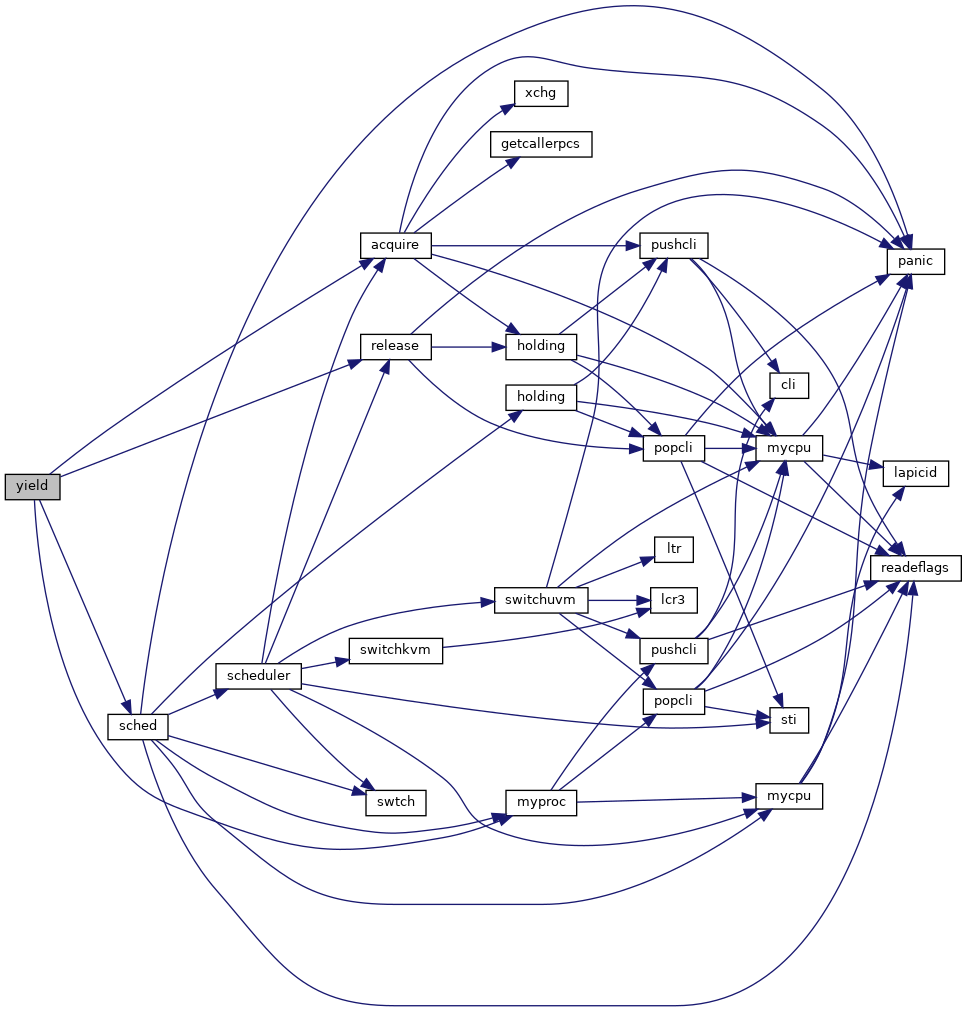 xchg
getcallerpcs
acquire
pushcli
panic
release
holding
cli
holding
popcli
mycpu
lapicid
yield
ltr
readeflags
switchuvm
lcr3
switchkvm
pushcli
scheduler
popcli
sched
sti
swtch
myproc
mycpu